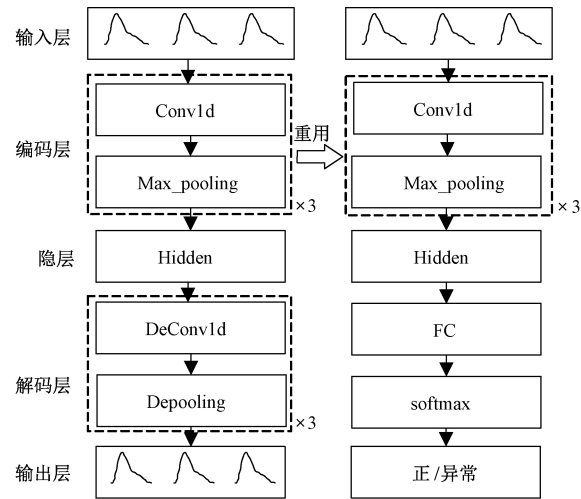 输入层
Conv1d
Conv1d
重用
编码层
Max_pooling
Max_pooling
×3
×3
隐层
Hidden
Hidden
DeConv1d
FC
解码层
Depooling
softmax
×3
输出层
正/异常